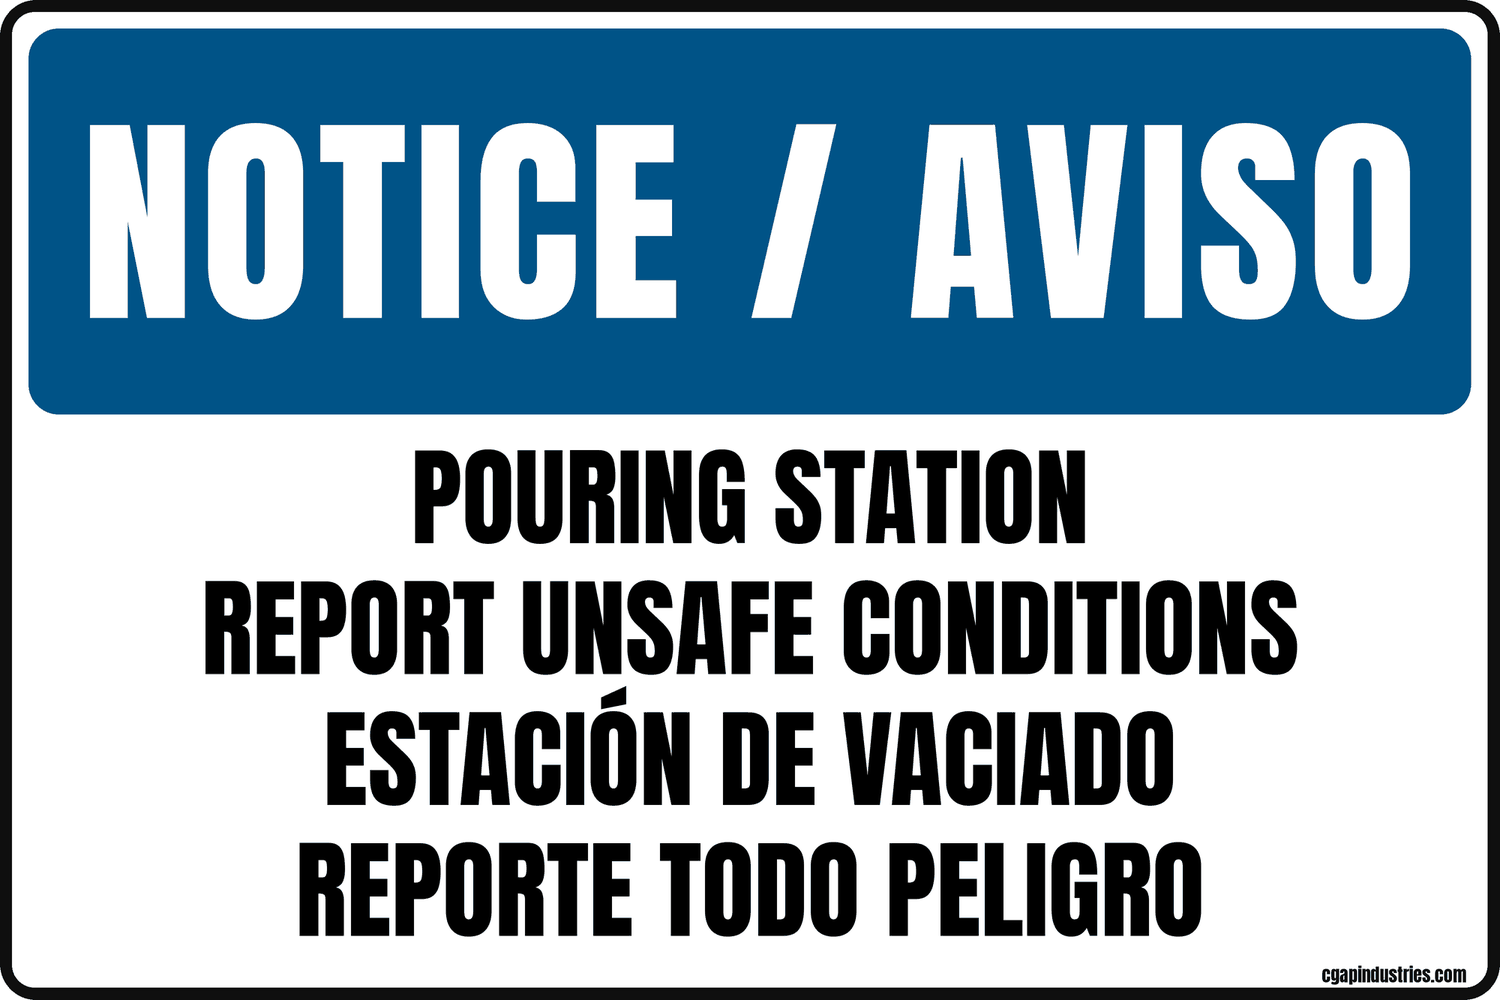 NOTICE / AVISO
POURING STATION
REPORT UNSAFE CONDITIONS
ESTACIÓN DE VACIADO
REPORTE TODO PELIGRO
cgapindustries.com